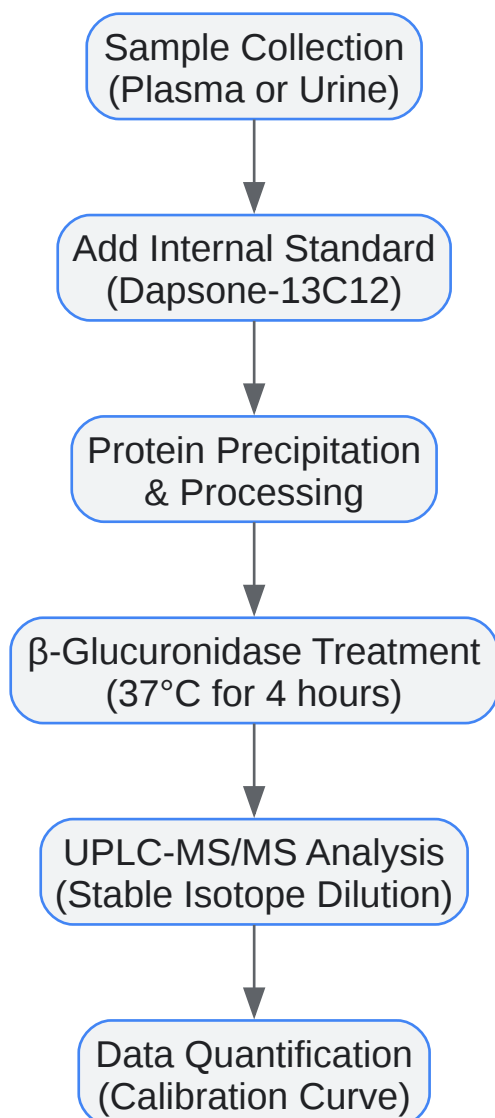 Sample Collection
(Plasma or Urine)
Add Internal Standard
(Dapsone-13C12)
Protein Precipitation
& Processing
β-Glucuronidase Treatment
(37°C for 4 hours)
UPLC-MS/MS Analysis
(Stable Isotope Dilution)
Data Quantification
(Calibration Curve)